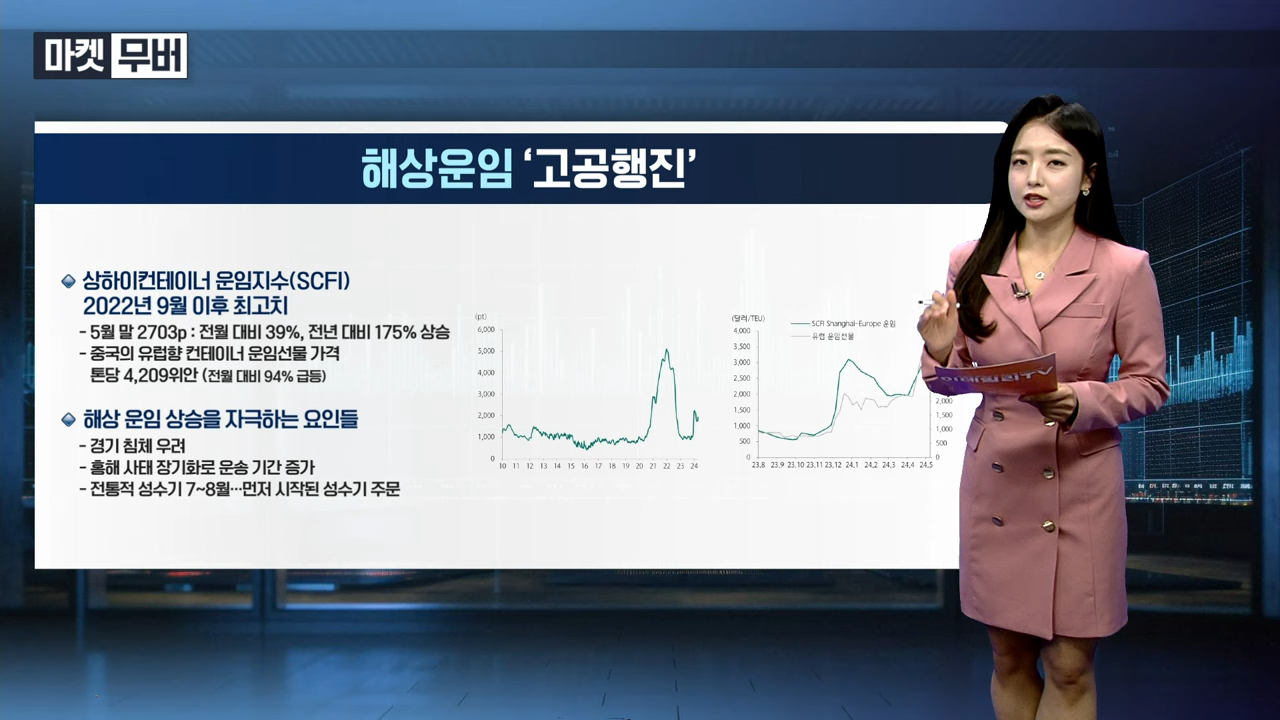 마켓무버
해상운임 '고공행진'
상하이컨테이너 운임지수(SCFI)
2022년 9월 이후 최고치
- 5월 말 2703p : 전월 대비 39%, 전년 대비 175% 상승
- 중국의 유럽향 컨테이너 운임선물 가격
톤당 4,209위안 (전월 대비 94% 급등)
해상 운임 상승을 자극하는 요인들
- 경기 침체 우려
- 홍해 사태 장기화로 운송 기간 증가
- 전통적 성수기 7~8월…먼저 시작된 성수기 주문
(pt)
6,000
5,000
4,000
3,000
2,000
1,000
0
10 11 12 13 14 15 16 17 18 19 20 21 22 23 24
(달러/TEU)
SCFI Shanghai-Europe 운임
유럽 운임선물
4,000
3,500
3,000
2,500
2,000
1,500
1,000
500
0
2,000
1,500
1,000
500
0
23.8 23.9 23.10 23.11 23.12 24.1 24.2 24.3 24.4 24.5
이데일리TV